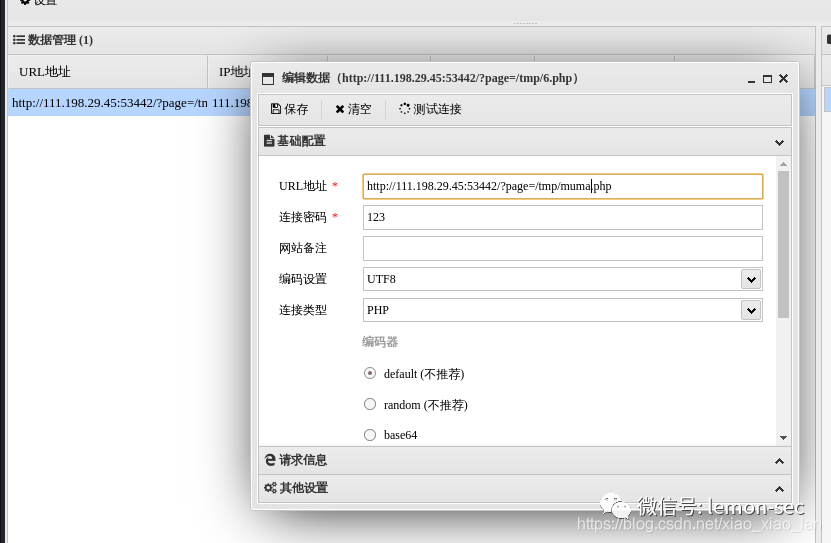 设置
数据管理 (1)
URL地址
IP地
http://111.198.29.45:53442/?page=/tn
111.198
编辑数据（http://111.198.29.45:53442/?page=/tmp/6.php）
保存
清空
测试连接
基础配置
URL地址 *
http://111.198.29.45:53442/?page=/tmp/muma.php
连接密码 *
123
网站备注
编码设置
UTF8
连接类型
PHP
编码器
default (不推荐)
random (不推荐)
base64
请求信息
其他设置
微信号: lemon-sec
https://blog.csdn.net/xiao_xiao_lan